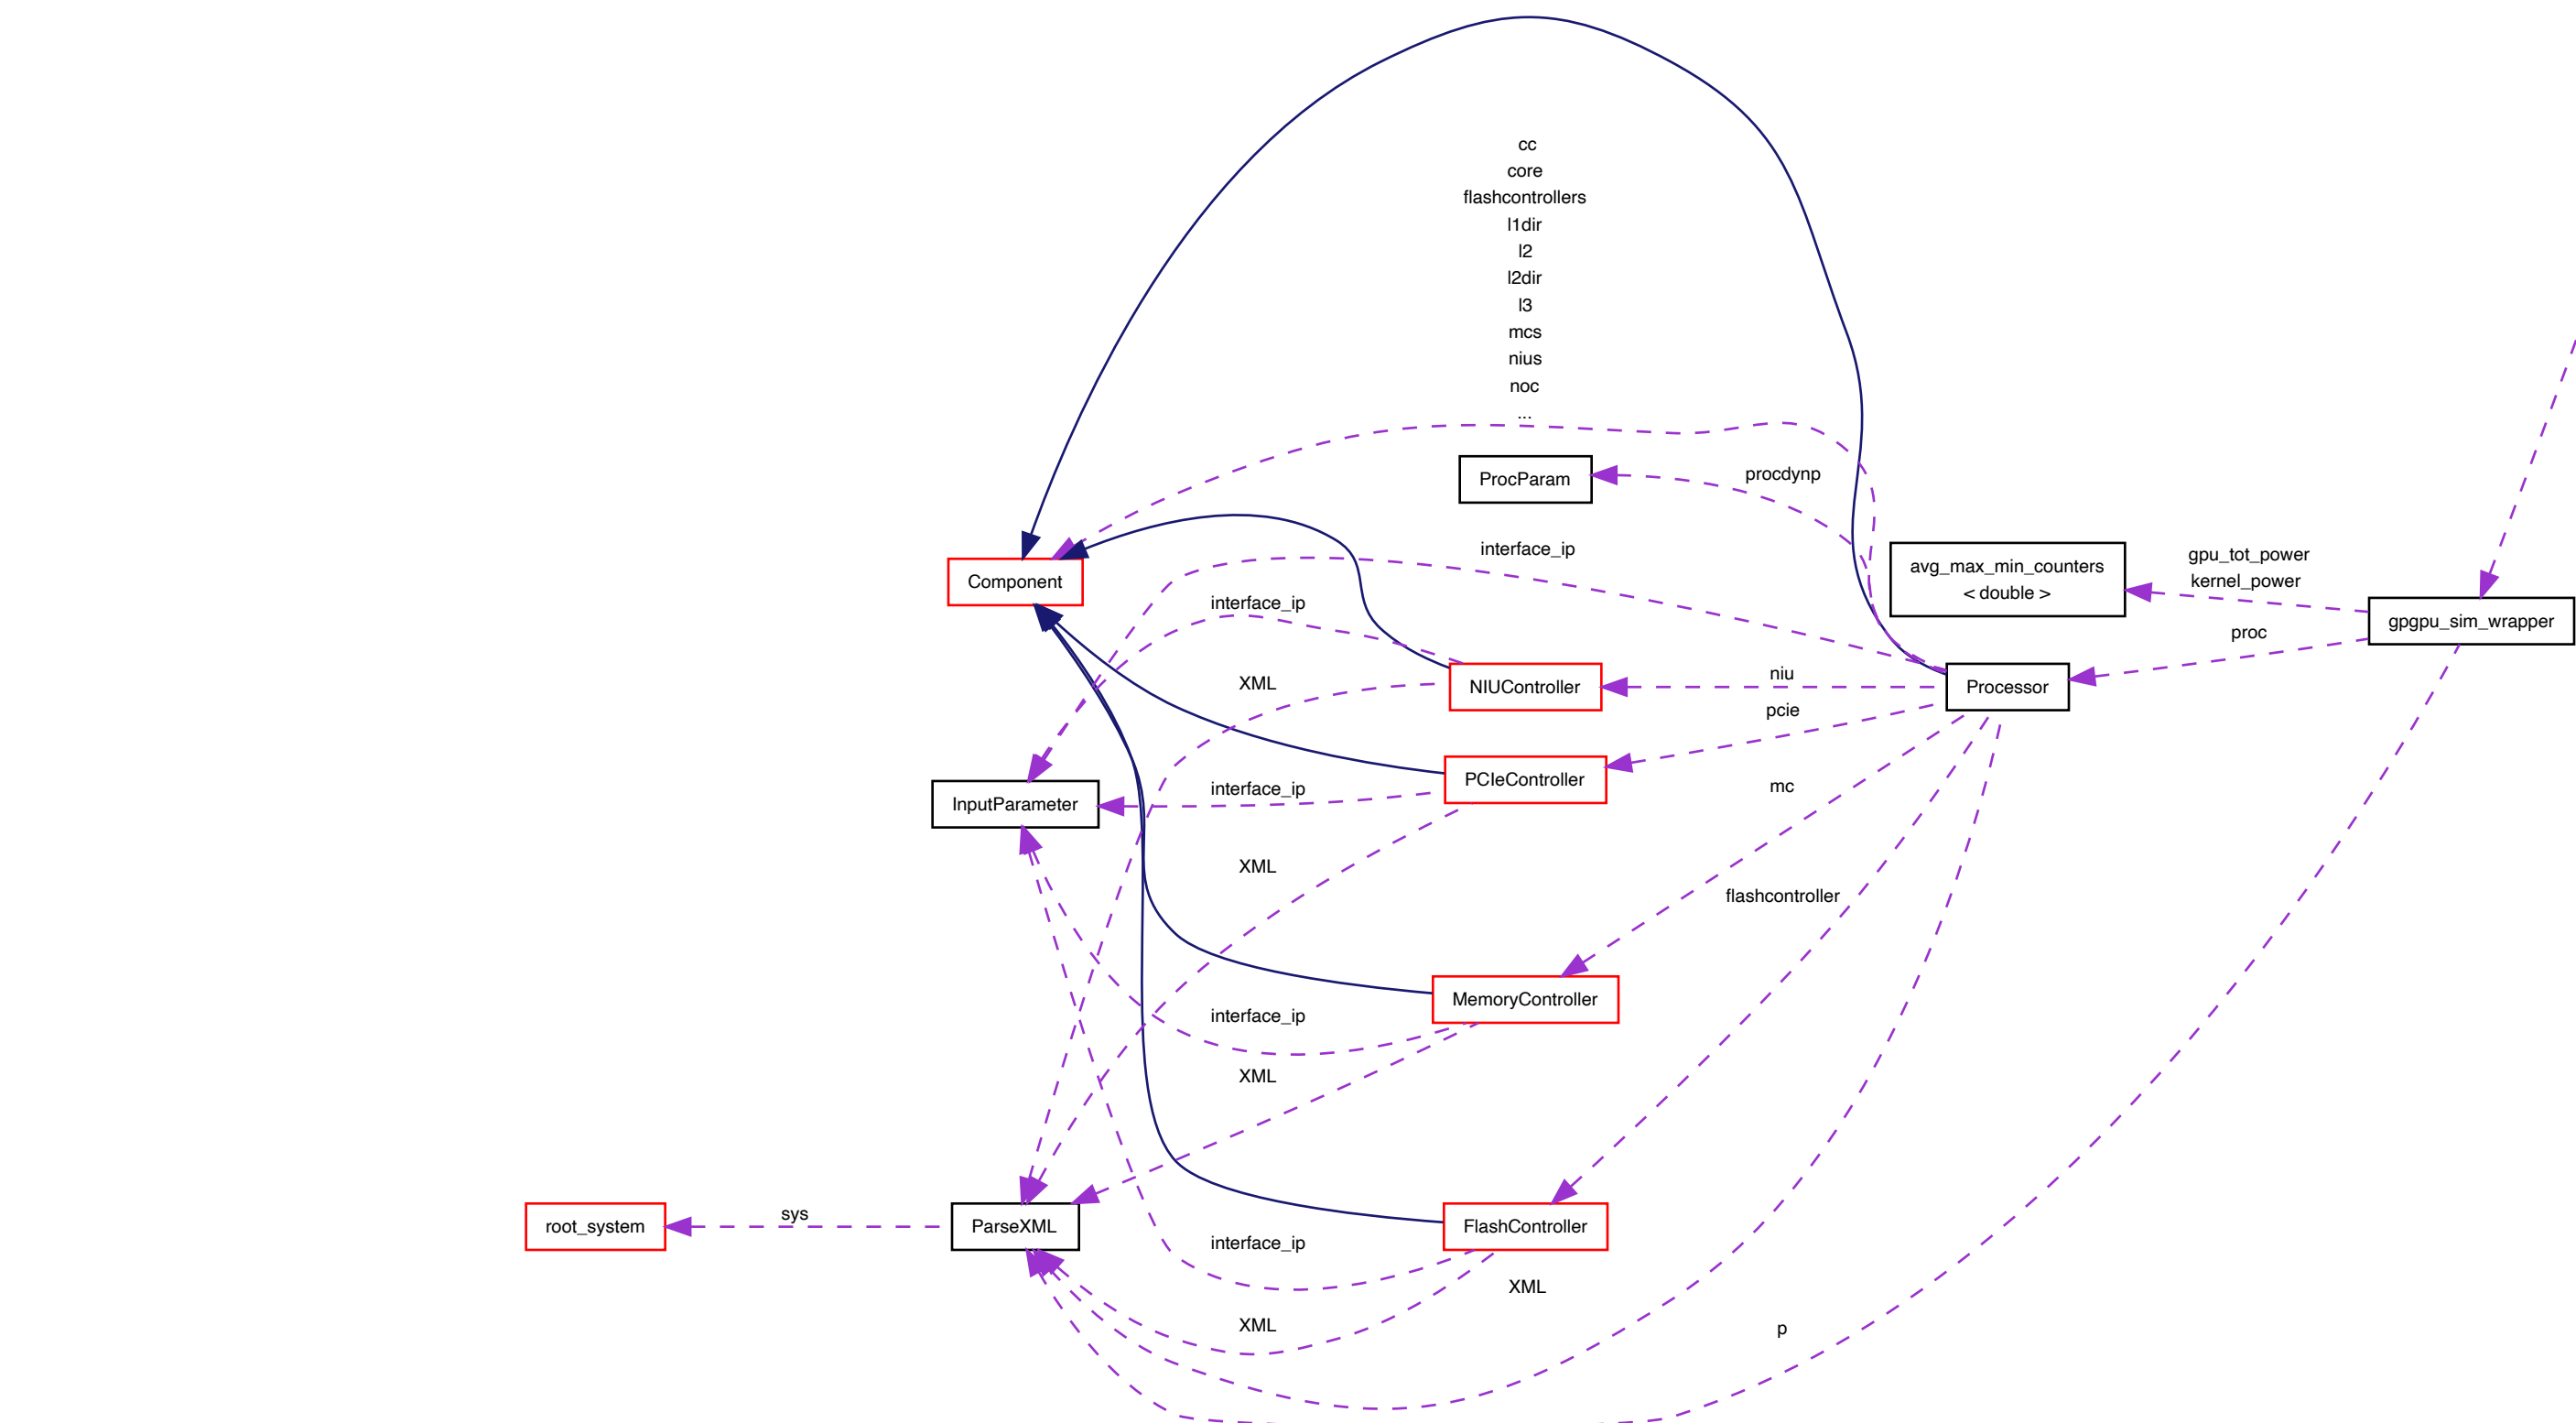 cc
core
flashcontrollers
l1dir
l2
l2dir
l3
mcs
nius
noc
...
ProcParam
procdynp
interface_ip
avg_max_min_counters
< double >
gpu_tot_power
kernel_power
Component
interface_ip
gpgpu_sim_wrapper
proc
XML
NIUController
niu
Processor
pcie
PCIeController
interface_ip
mc
InputParameter
XML
flashcontroller
MemoryController
interface_ip
XML
sys
root_system
ParseXML
FlashController
interface_ip
XML
XML
p